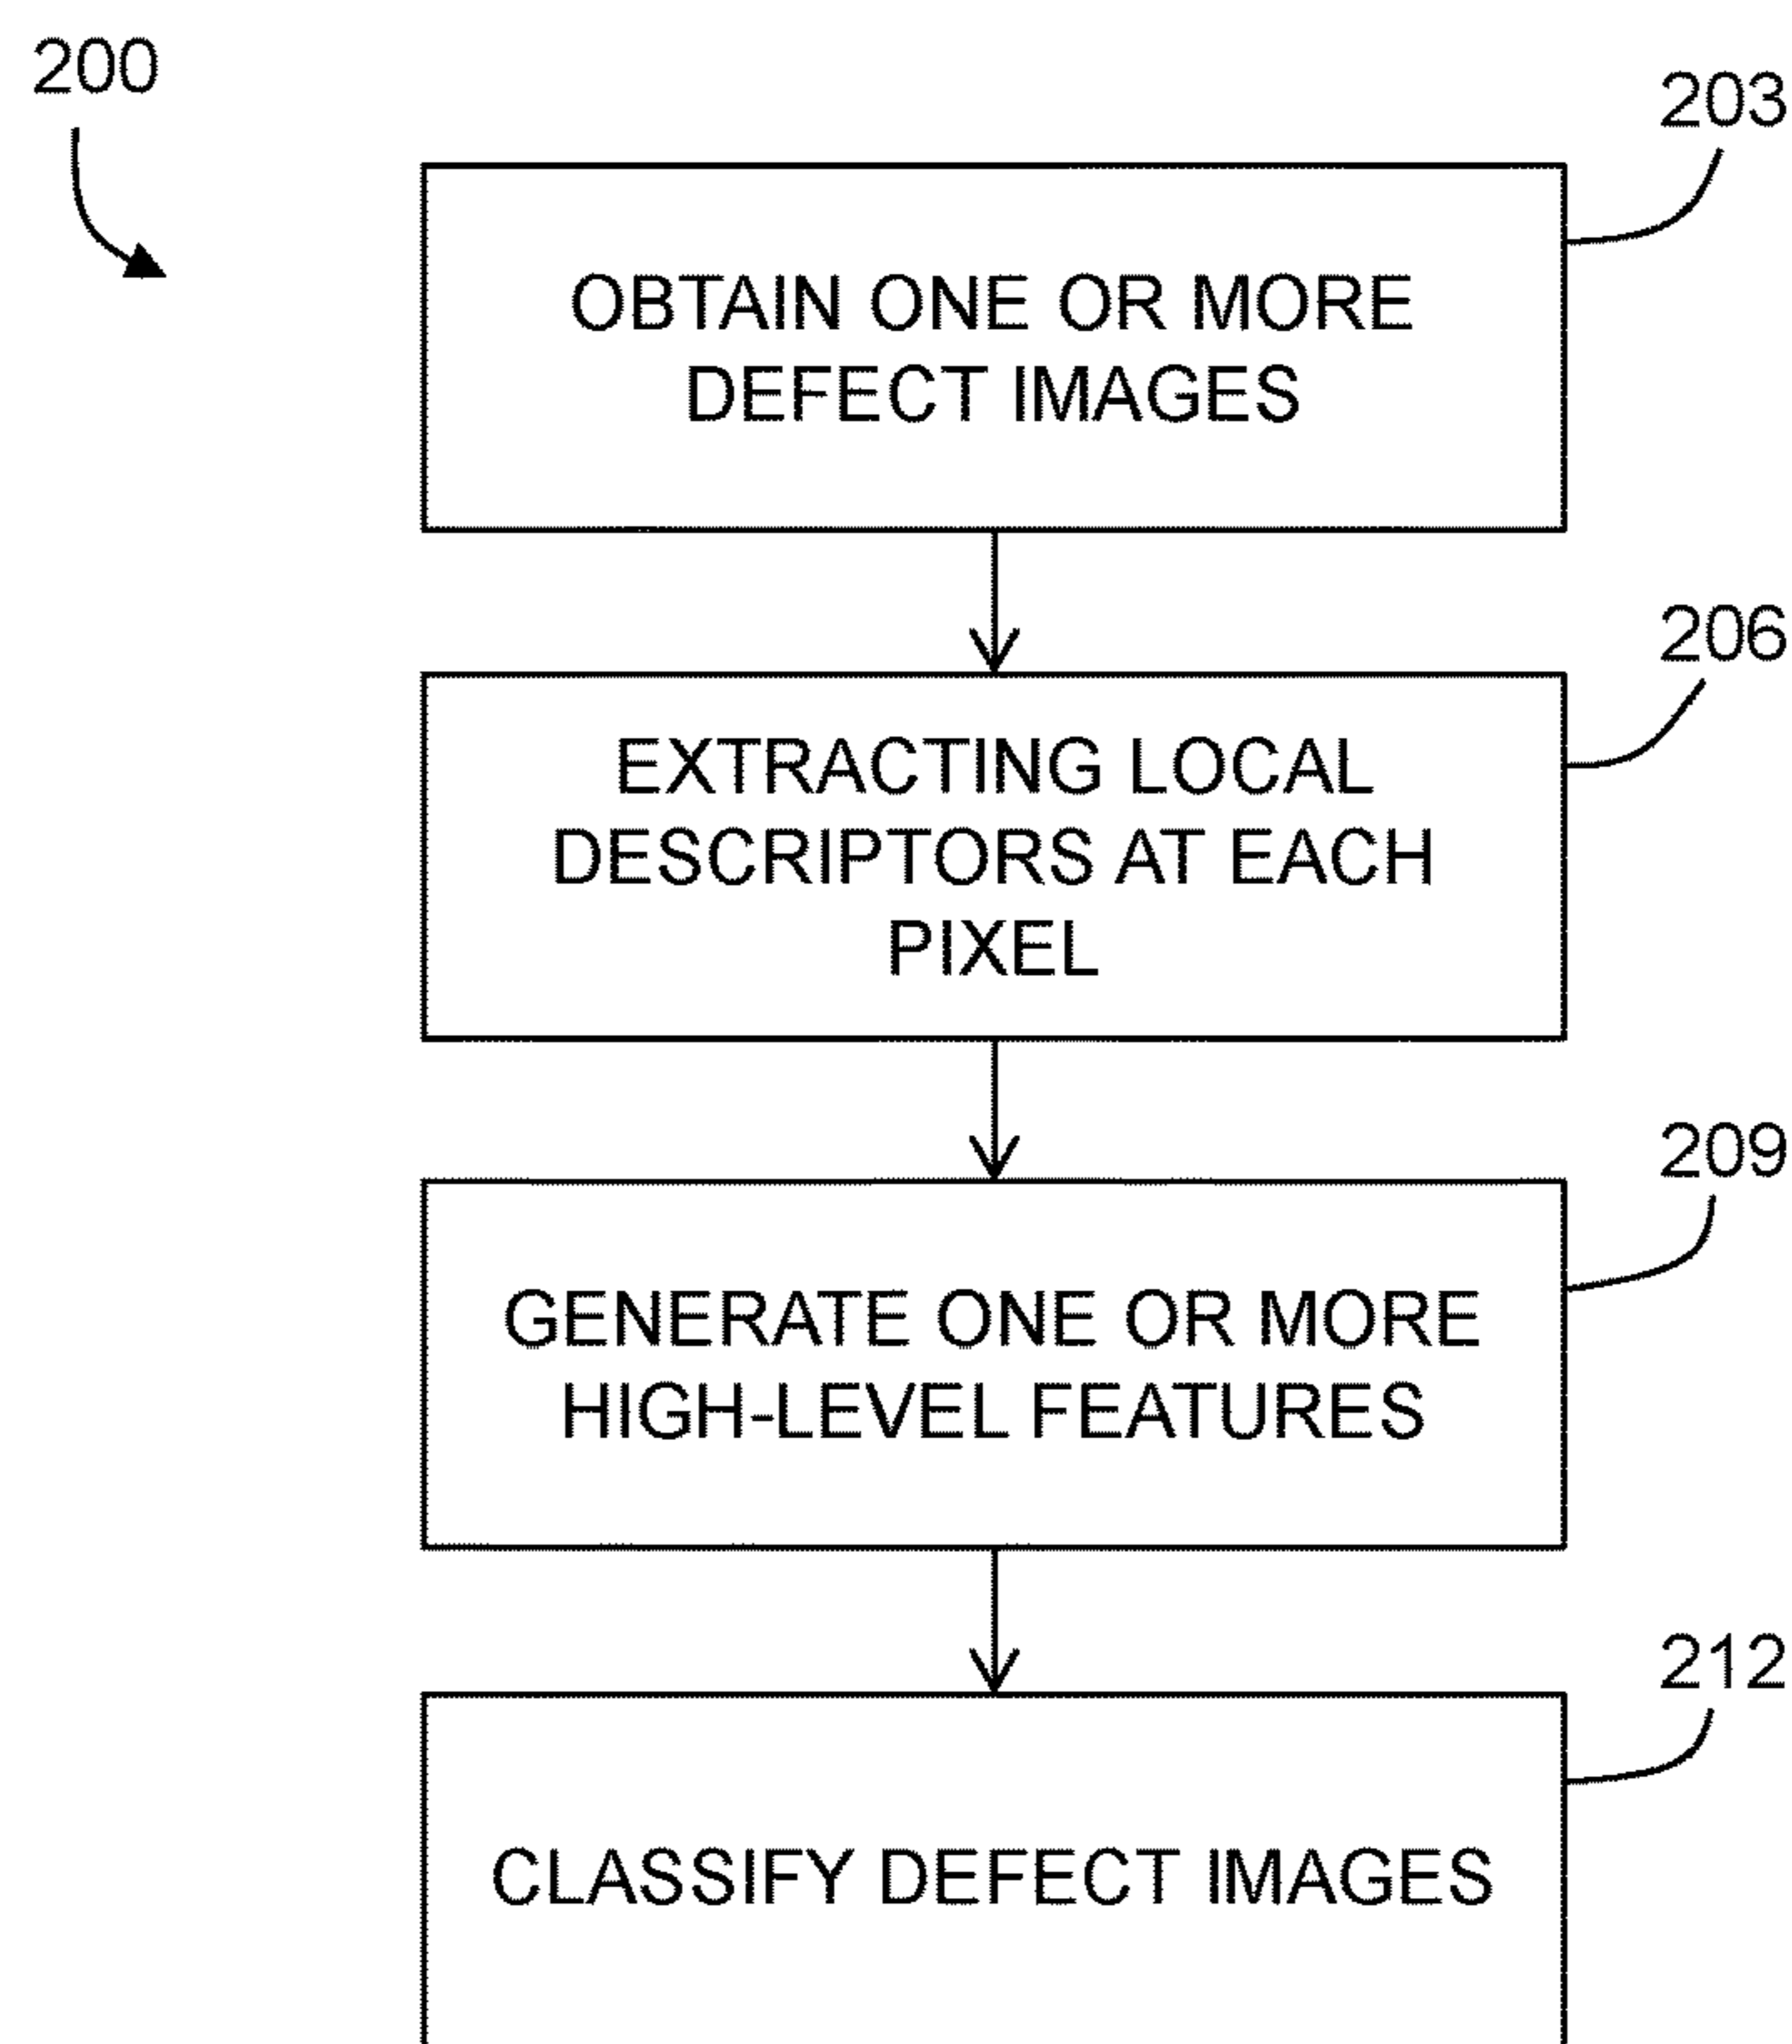 200
203
OBTAIN ONE OR MORE
DEFECT IMAGES
206
EXTRACTING LOCAL
DESCRIPTORS AT EACH
PIXEL
209
GENERATE ONE OR MORE
HIGH-LEVEL FEATURES
212
CLASSIFY DEFECT IMAGES